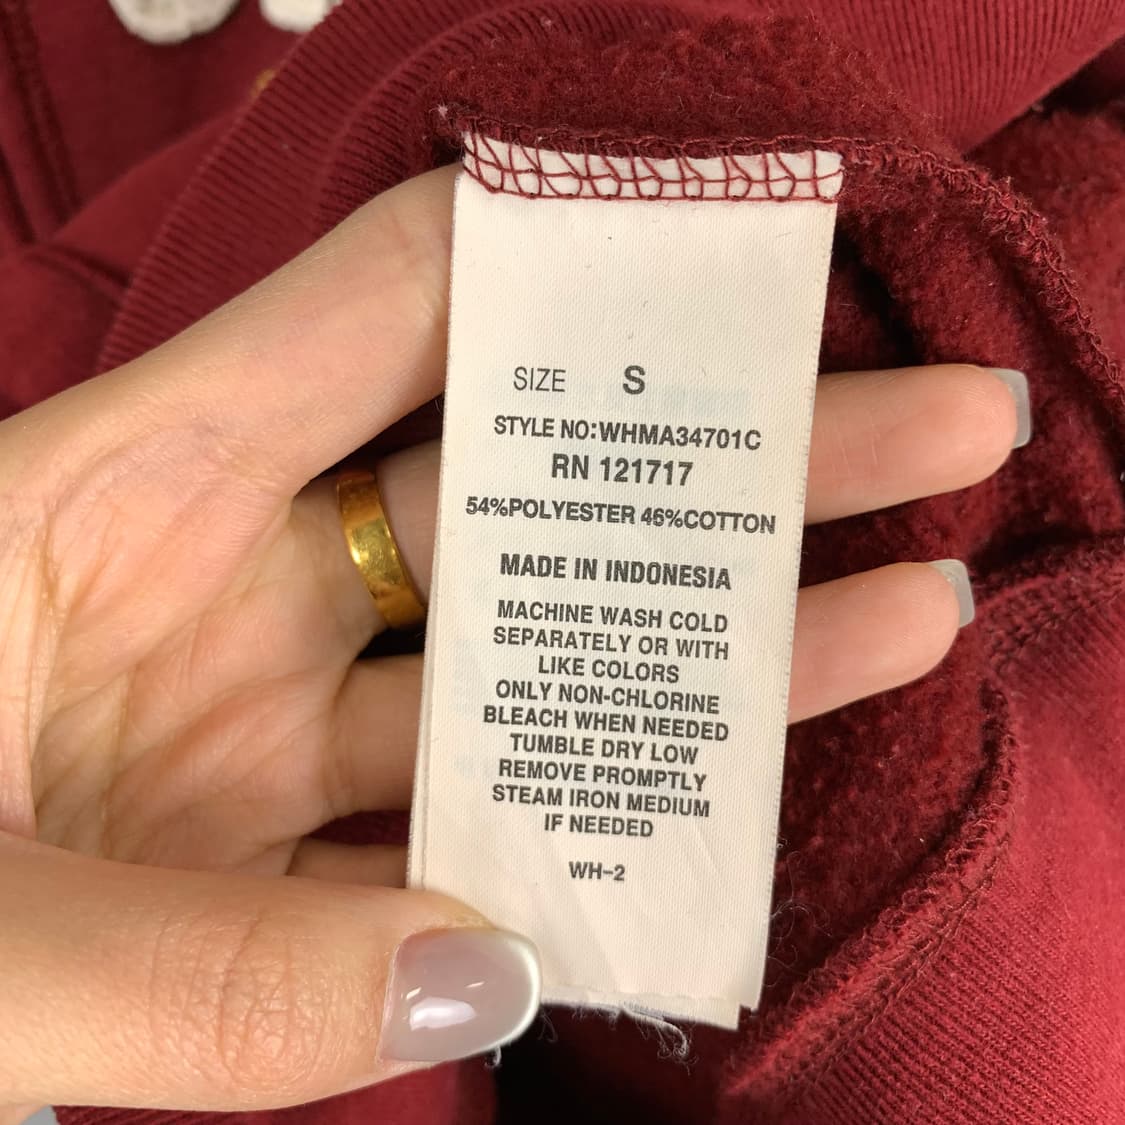 SIZE S
STYLE NO:WHMA34701C
RN 121717
54%POLYESTER 46%COTTON
MADE IN INDONESIA
MACHINE WASH COLD
SEPARATELY OR WITH
LIKE COLORS
ONLY NON-CHLORINE
BLEACH WHEN NEEDED
TUMBLE DRY LOW
REMOVE PROMPTLY
STEAM IRON MEDIUM
IF NEEDED
WH-2